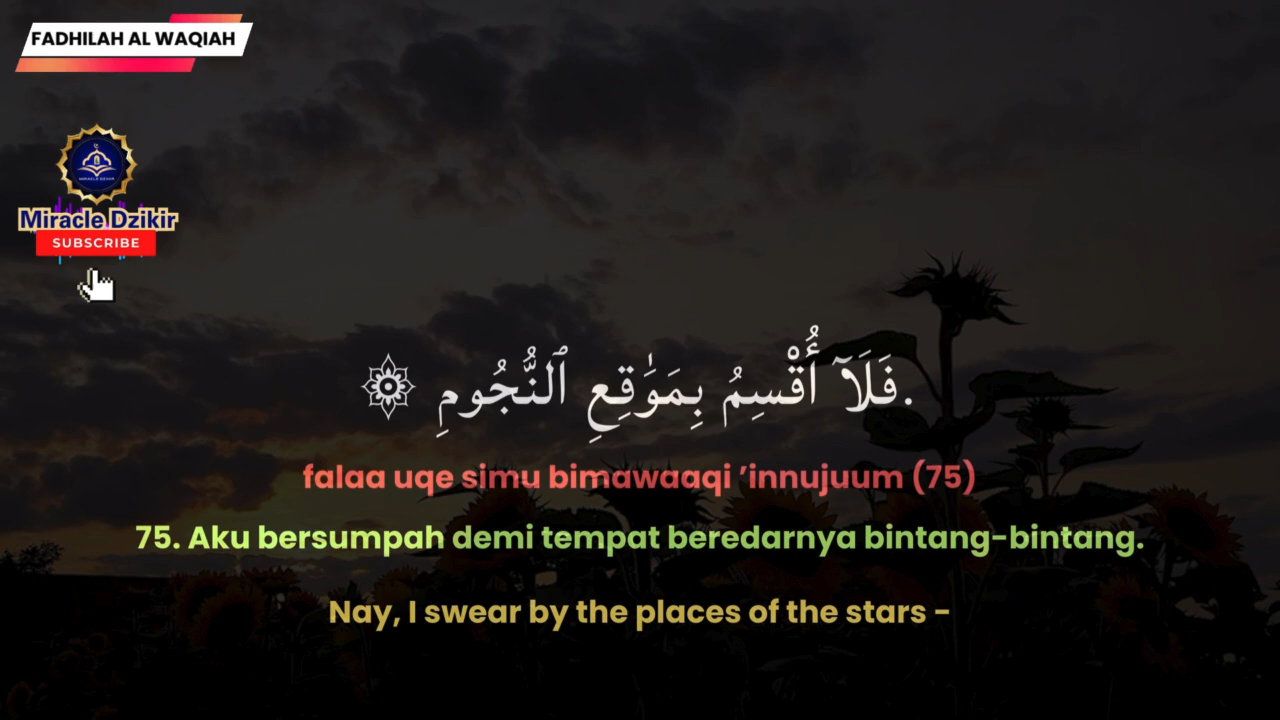 FADHILAH AL WAQIAH
Miracle Dzikir
SUBSCRIBE
فَلَآ أُقْسِمُ بِمَوَٰقِعِ ٱلنُّجُومِ ۞.
falaa uqe simu bimawaaqi ’innujuum (75)
75. Aku bersumpah demi tempat beredarnya bintang-bintang.
Nay, I swear by the places of the stars -